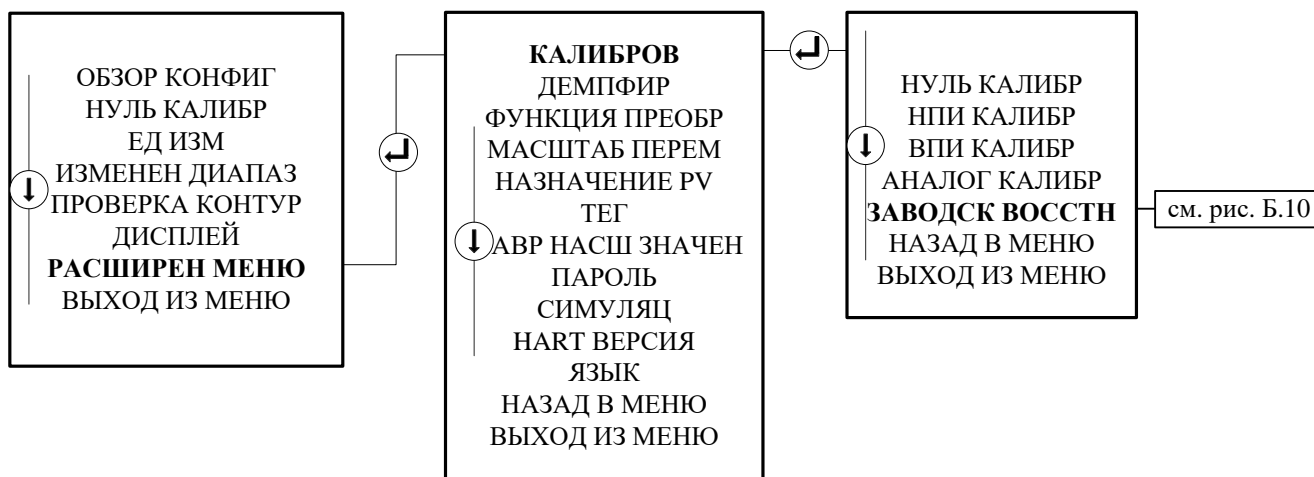 ОБЗОР КОНФИГ
НУЛЬ КАЛИБР
ЕД ИЗМ
ИЗМЕНЕН ДИАПАЗ
ПРОВЕРКА КОНТУР
ДИСПЛЕЙ
РАСШИРЕН МЕНЮ
ВЫХОД ИЗ МЕНЮ
КАЛИБРОВ
ДЕМПФИР
ФУНКЦИЯ ПРЕОБР
МАСШТАБ ПЕРЕМ
НАЗНАЧЕНИЕ PV
ТЕГ
АВР НАСШ ЗНАЧЕН
ПАРОЛЬ
СИМУЛЯЦ
HART ВЕРСИЯ
ЯЗЫК
НАЗАД В МЕНЮ
ВЫХОД ИЗ МЕНЮ
НУЛЬ КАЛИБР
НПИ КАЛИБР
ВПИ КАЛИБР
АНАЛОГ КАЛИБР
ЗАВОДСК ВОССТН
НАЗАД В МЕНЮ
ВЫХОД ИЗ МЕНЮ
см. рис. Б.10